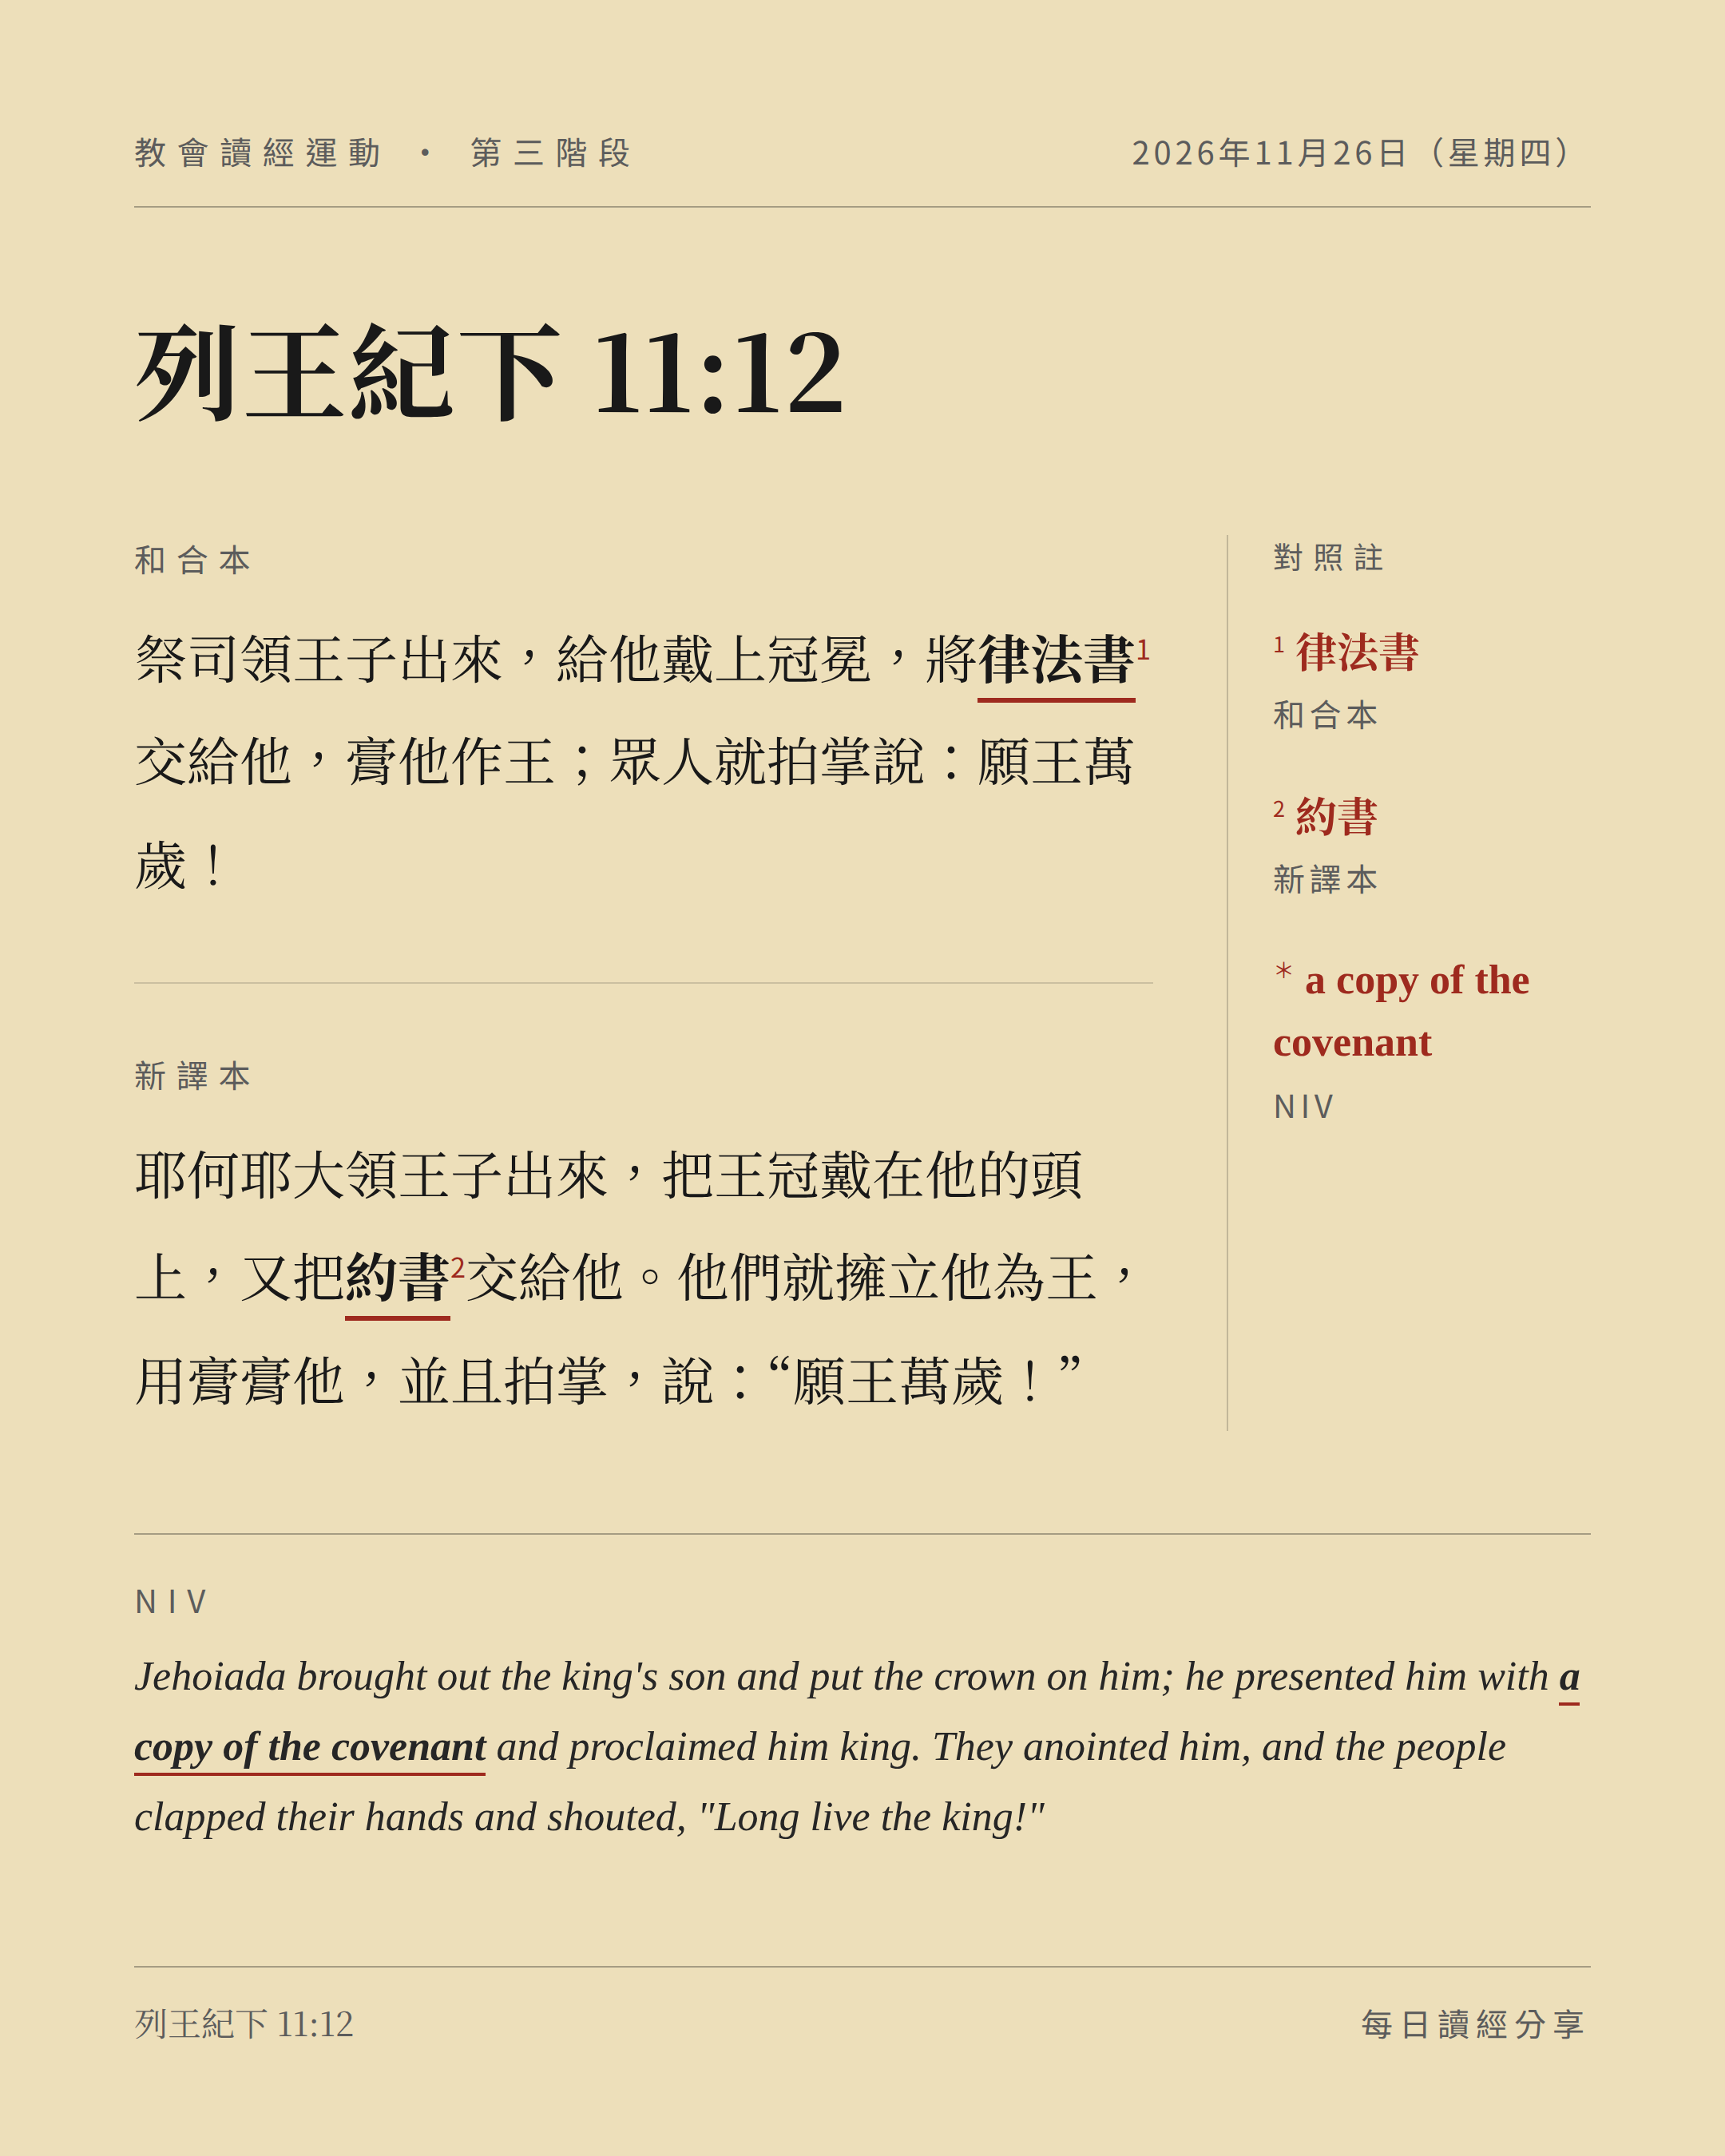 教會讀經運動 · 第三階段
2026年11月26日（星期四）
列王紀下 11:12
和合本
祭司領王子出來，給他戴上冠冕，將律法書1
交給他，膏他作王；眾人就拍掌說：願王萬
歲！
新譯本
耶何耶大領王子出來，把王冠戴在他的頭
上，又把約書2交給他。他們就擁立他為王，
用膏膏他，並且拍掌，說：“願王萬歲！”
對照註
1 律法書
和合本
2 約書
新譯本
＊ a copy of the
covenant
NIV
NIV
Jehoiada brought out the king's son and put the crown on him; he presented him with a
copy of the covenant and proclaimed him king. They anointed him, and the people
clapped their hands and shouted, "Long live the king!"
列王紀下 11:12
每日讀經分享